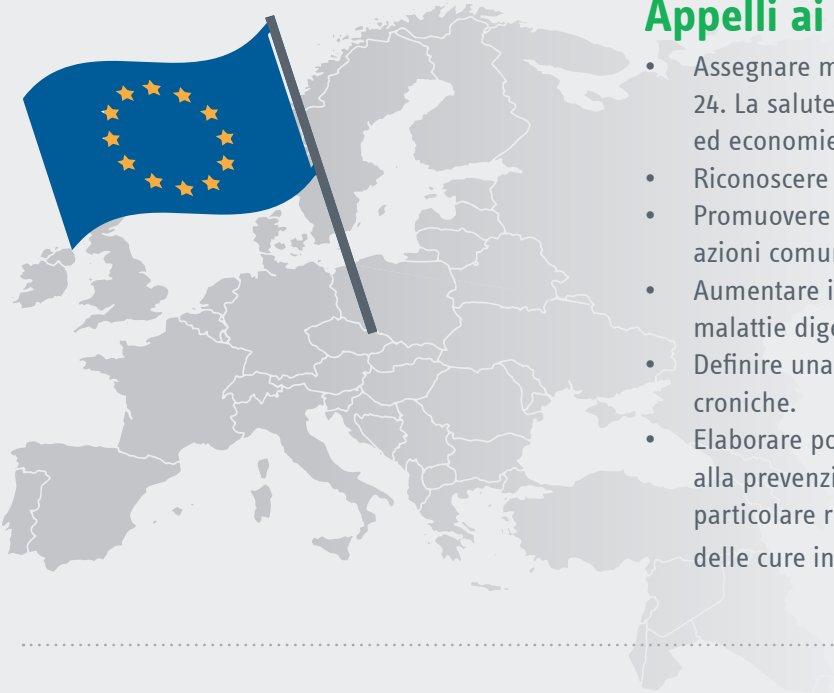 Appelli ai
• Assegnare m
24. La salute
ed economie
• Riconoscere
• Promuovere
azioni comu
• Aumentare i
malattie dige
• Definire una
croniche.
• Elaborare po
alla prevenzi
particolare r
delle cure in